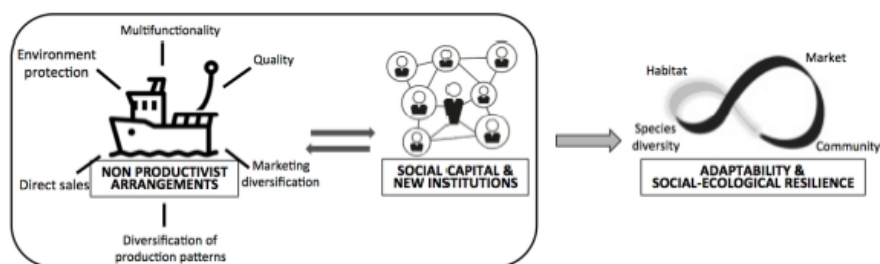 Multifunctionality
Environment
protection
Quality
Direct sales
NON PRODUCTIVIST
ARRANGEMENTS
Marketing
diversification
Diversification of
production patterns
SOCIAL CAPITAL &
NEW INSTITUTIONS
Habitat
Market
Species
diversity
Community
ADAPTABILITY &
SOCIAL-ECOLOGICAL RESILIENCE